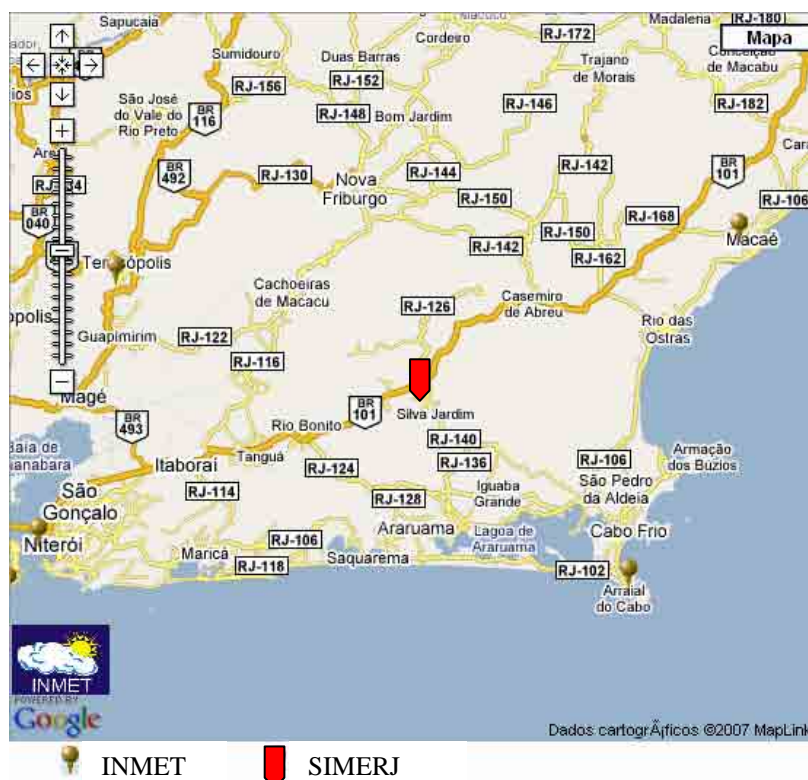 Sapucaia
Macuco
Madalena
RJ-180
Cordeiro
RJ-172
Mapa
Sumidouro
Duas Barras
Trajano
de Morais
Conceição
de Macabu
RJ-156
RJ-152
São José
do Vale do
Rio Preto
BR
116
RJ-148
Bom Jardim
RJ-146
RJ-182
BR
492
RJ-130
RJ-144
RJ-142
BR
101
RJ-134
Nova
Friburgo
RJ-150
RJ-106
BR
040
RJ-168
RJ-142
RJ-150
Macaé
Teresópolis
RJ-162
Cachoeiras
de Macacu
RJ-126
Casemiro
de Abreu
Rio das
Ostras
Guapimirim
RJ-122
RJ-116
Magé
BR
101
Silva Jardim
BR
493
Rio Bonito
RJ-140
Tanguá
Itaborai
RJ-124
RJ-136
RJ-106
Armação
dos Búzios
São
Gonçalo
RJ-114
RJ-128
Iguaba
Grande
São Pedro
da Aldeia
Araruama
Lagoa de
Araruama
Cabo Frio
Niterói
RJ-106
Maricá
Saquarema
RJ-118
RJ-102
Arraial
do Cabo
INMET
POWERED BY
Google
Dados cartogrÃ¡ficos ©2007 MapLink
INMET
SIMERJ